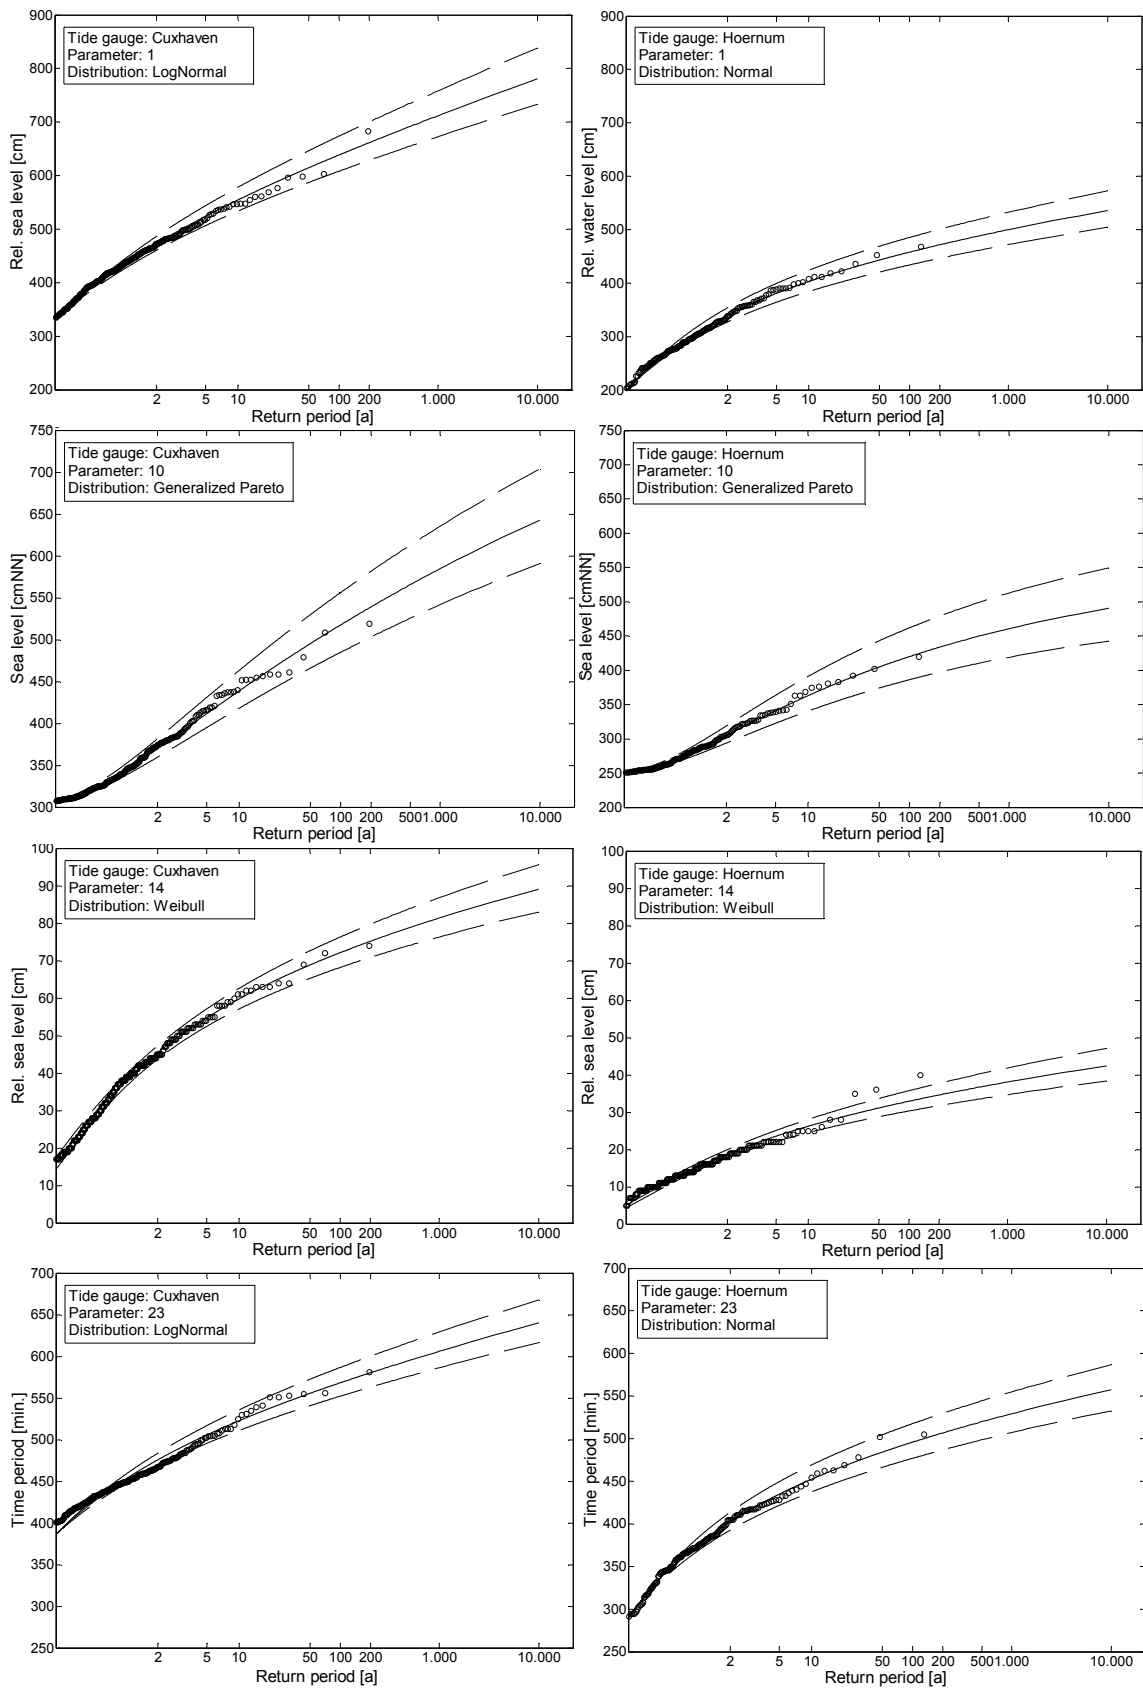 900
800
700
600
500
400
300
200
Rel. sea level [cm]
Tide gauge: Cuxhaven
Parameter: 1
Distribution: LogNormal
2 5 10 50 100 200 1.000 10.000
Return period [a]
900
800
700
600
500
400
300
200
Rel. water level [cm]
Tide gauge: Hoernum
Parameter: 1
Distribution: Normal
2 5 10 50 100 200 1.000 10.000
Return period [a]
750
700
650
600
550
500
450
400
350
300
Sea level [cmNN]
Tide gauge: Cuxhaven
Parameter: 10
Distribution: Generalized Pareto
2 5 10 50 100 200 5001.000 10.000
Return period [a]
750
700
650
600
550
500
450
400
350
300
250
200
Sea level [cmNN]
Tide gauge: Hoernum
Parameter: 10
Distribution: Generalized Pareto
2 5 10 50 100 200 5001.000 10.000
Return period [a]
100
90
80
70
60
50
40
30
20
10
0
Rel. sea level [cm]
Tide gauge: Cuxhaven
Parameter: 14
Distribution: Weibull
2 5 10 50 100 200 1.000 10.000
Return period [a]
100
90
80
70
60
50
40
30
20
10
0
Rel. sea level [cm]
Tide gauge: Hoernum
Parameter: 14
Distribution: Weibull
2 5 10 50 100 200 1.000 10.000
Return period [a]
700
650
600
550
500
450
400
350
300
250
Time period [min.]
Tide gauge: Cuxhaven
Parameter: 23
Distribution: LogNormal
2 5 10 50 100 200 1.000 10.000
Return period [a]
700
650
600
550
500
450
400
350
300
250
Time period [min.]
Tide gauge: Hoernum
Parameter: 23
Distribution: Normal
2 5 10 50 100 200 5001.000 10.000
Return period [a]